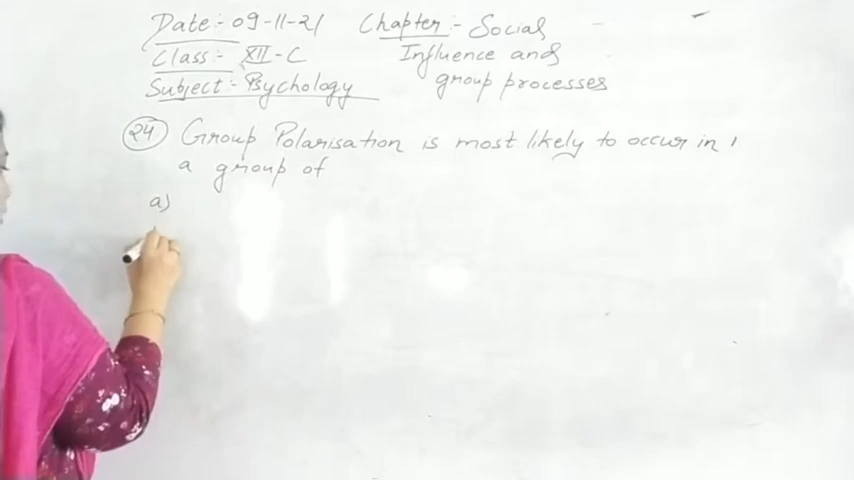 Date:- 09-11-21
Class:- XII-C
Subject:- Psychology
Chapter:- Social
Influence and
group processes
24 Group Polarisation is most likely to occur in
a group of
a)